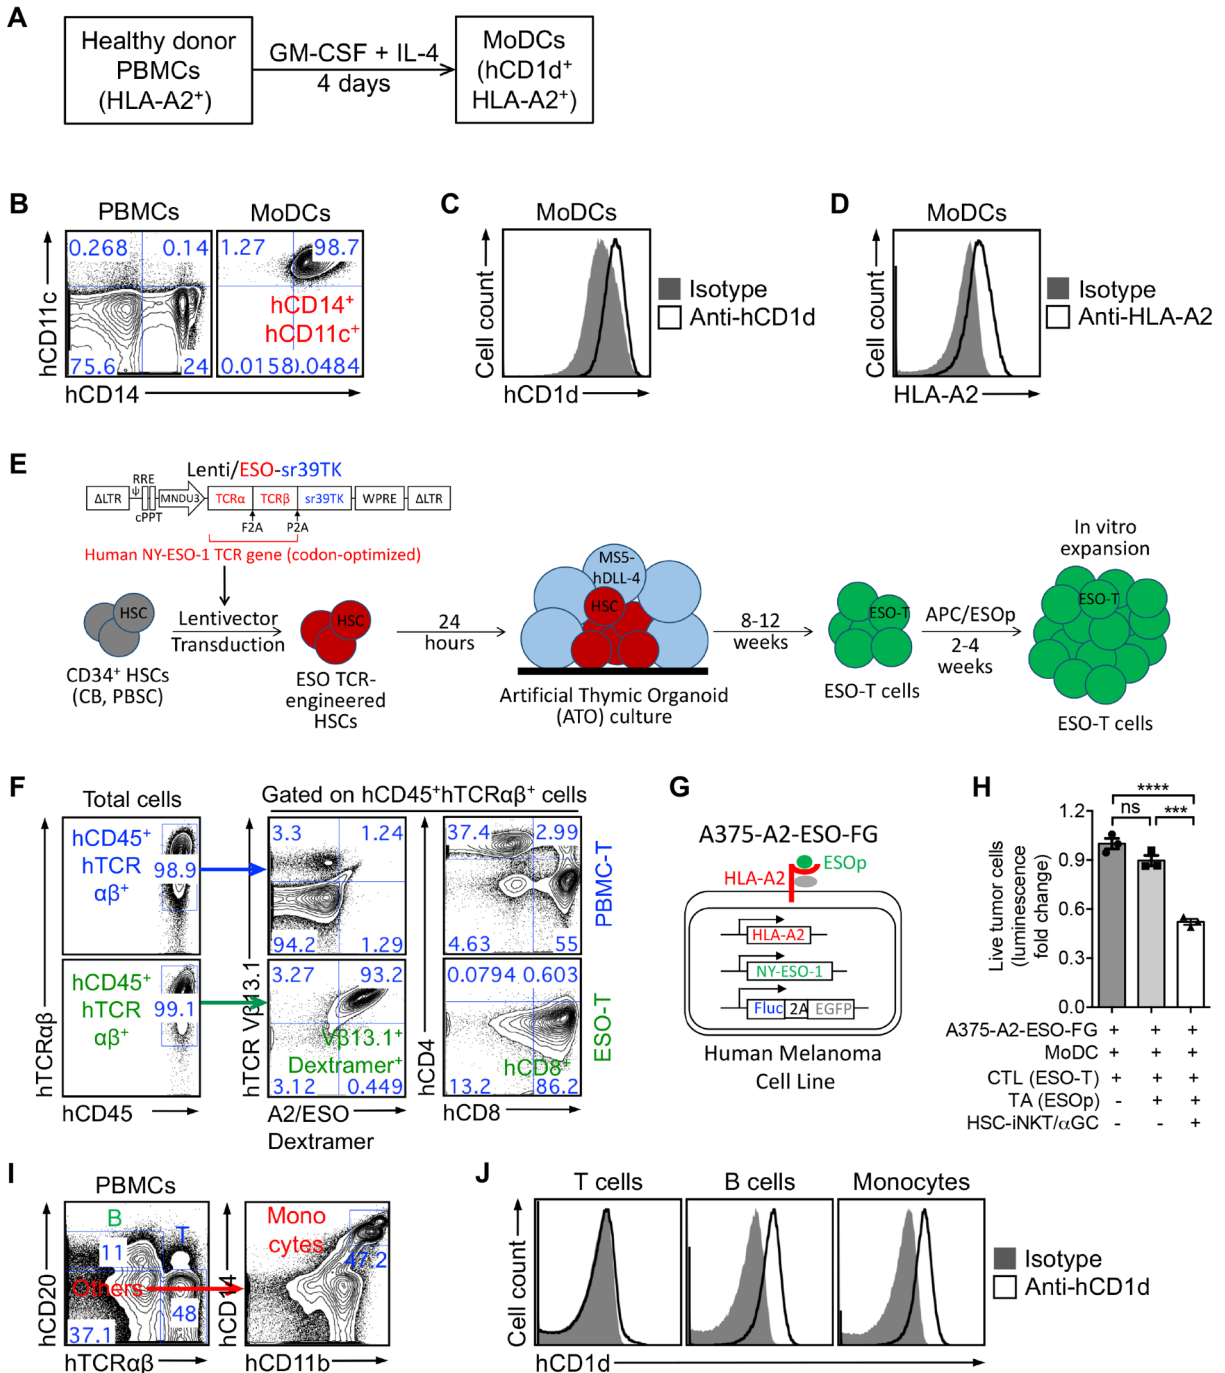 A
Healthy donor
PBMCs
(HLA-A2⁺)
GM-CSF + IL-4
4 days
MoDCs
(hCD1d⁺
HLA-A2⁺)
B
PBMCs
MoDCs
0.268
0.14
1.27
98.7
hCD14⁺
hCD11c⁺
75.6
24
0.0158
0.0484
hCD11c
hCD14
C
MoDCs
Cell count
hCD1d
Isotype
Anti-hCD1d
D
MoDCs
Cell count
HLA-A2
Isotype
Anti-HLA-A2
E
Lenti/ESO-sr39TK
ΔLTR
ψ
RRE
cPPT
MNDU3
TCRα
TCRβ
sr39TK
WPRE
ΔLTR
F2A
P2A
Human NY-ESO-1 TCR gene (codon-optimized)
HSC
CD34⁺ HSCs
(CB, PBSC)
Lentivector
Transduction
HSC
ESO TCR-
engineered
HSCs
24
hours
MS5-
hDLL-4
HSC
Artificial Thymic Organoid
(ATO) culture
8-12
weeks
ESO-T
ESO-T cells
APC/ESOp
2-4
weeks
In vitro
expansion
ESO-T
ESO-T cells
F
Total cells
Gated on hCD45⁺hTCRαβ⁺ cells
hCD45⁺
hTCR
αβ⁺
98.9
3.3
1.24
94.2
1.29
37.4
2.99
4.63
55
PBMC-T
hCD45⁺
hTCR
αβ⁺
99.1
3.27
93.2
Vβ13.1⁺
Dextramer⁺
3.12
0.449
0.0794
0.603
hCD8⁺
13.2
86.2
ESO-T
hTCRαβ
hCD45
hTCR Vβ13.1
A2/ESO
Dextramer
hCD4
hCD8
G
A375-A2-ESO-FG
ESOp
HLA-A2
HLA-A2
NY-ESO-1
Fluc
2A
EGFP
Human Melanoma
Cell Line
H
****
ns
***
Live tumor cells
(luminescence
fold change)
1.2
0.9
0.6
0.3
0.0
A375-A2-ESO-FG + + +
MoDC + + +
CTL (ESO-T) + + +
TA (ESOp) - + +
HSC-iNKT/αGC - - +
I
PBMCs
B
T
11
Others
48
37.1
hCD20
hTCRαβ
Mono
cytes
47.2
hCD14
hCD11b
J
T cells
B cells
Monocytes
Cell count
hCD1d
Isotype
Anti-hCD1d